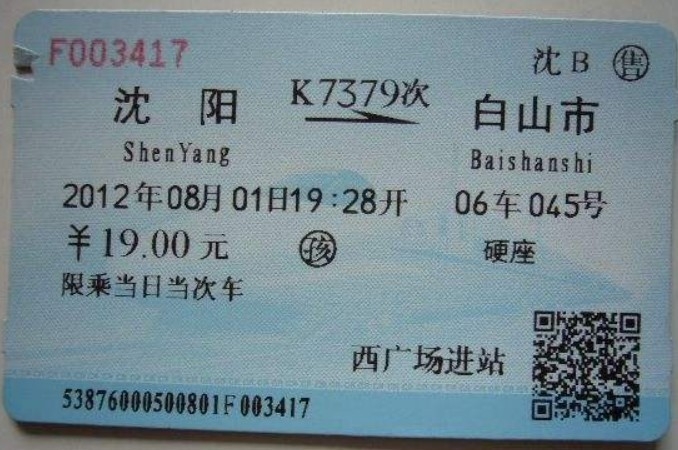 F003417 沈B 售
沈阳 K7379次 白山市
ShenYang Baishanshi
2012年08月01日19:28开 06车045号
¥19.00元 孩 硬座
限乘当日当次车
西广场进站
53876000500801F003417